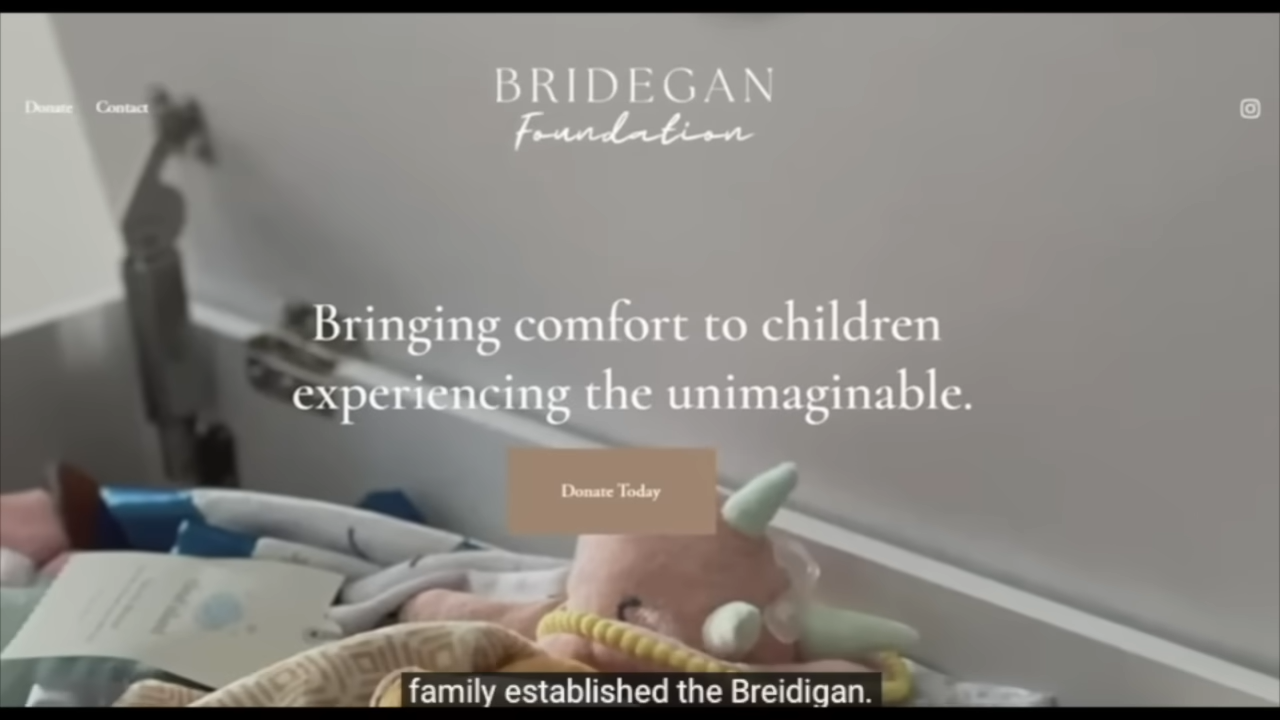 BRIDEGAN
Foundation
Donate Contact
Bringing comfort to children
experiencing the unimaginable.
Donate Today
family established the Breidigan.